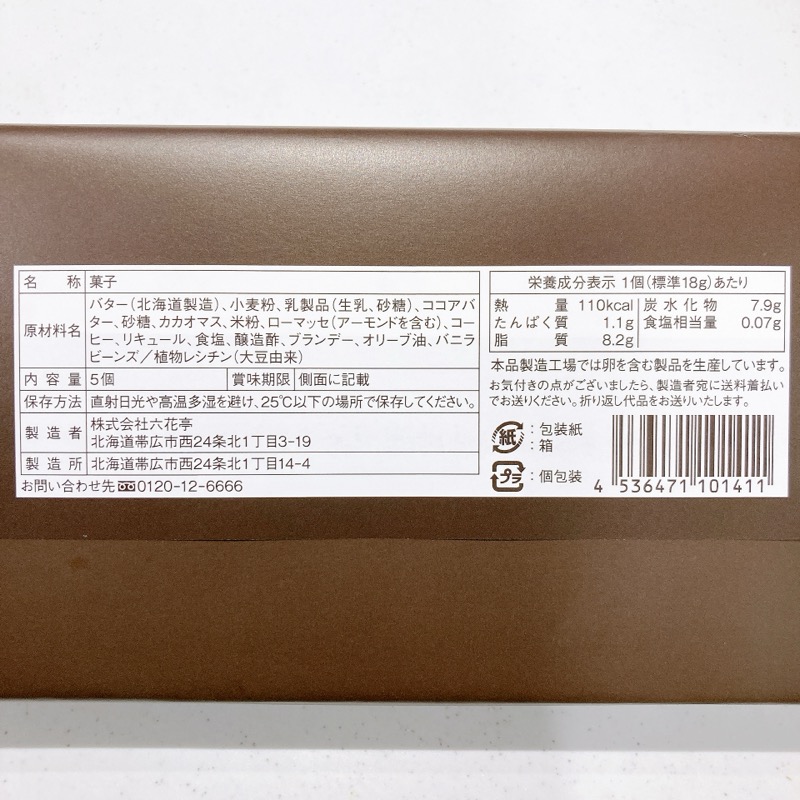 名　称 菓子
原材料名 バター(北海道製造)、小麦粉、乳製品(生乳、砂糖)、ココアバ
ター、砂糖、カカオマス、米粉、ローマッセ(アーモンドを含む)、コー
ヒー、リキュール、食塩、醸造酢、ブランデー、オリーブ油、バニラ
ビーンズ／植物レシチン(大豆由来)
内 容 量 5個 賞味期限 側面に記載
保存方法 直射日光や高温多湿を避け、25℃以下の場所で保存してください。
製 造 者 株式会社六花亭
北海道帯広市西24条北1丁目3-19
製 造 所 北海道帯広市西24条北1丁目14-4
お問い合わせ先 0120-12-6666
栄養成分表示 1個(標準18g)あたり
熱　量 110kcal 炭水化物 7.9g
たんぱく質 1.1g 食塩相当量 0.07g
脂　質 8.2g
本品製造工場では卵を含む製品を生産しています。
お気付きの点がございましたら、製造者宛に送料着払い
でお送りください。折り返し代品をお送りいたします。
紙 : 包装紙
: 箱
プラ : 個包装
4 536471 101411